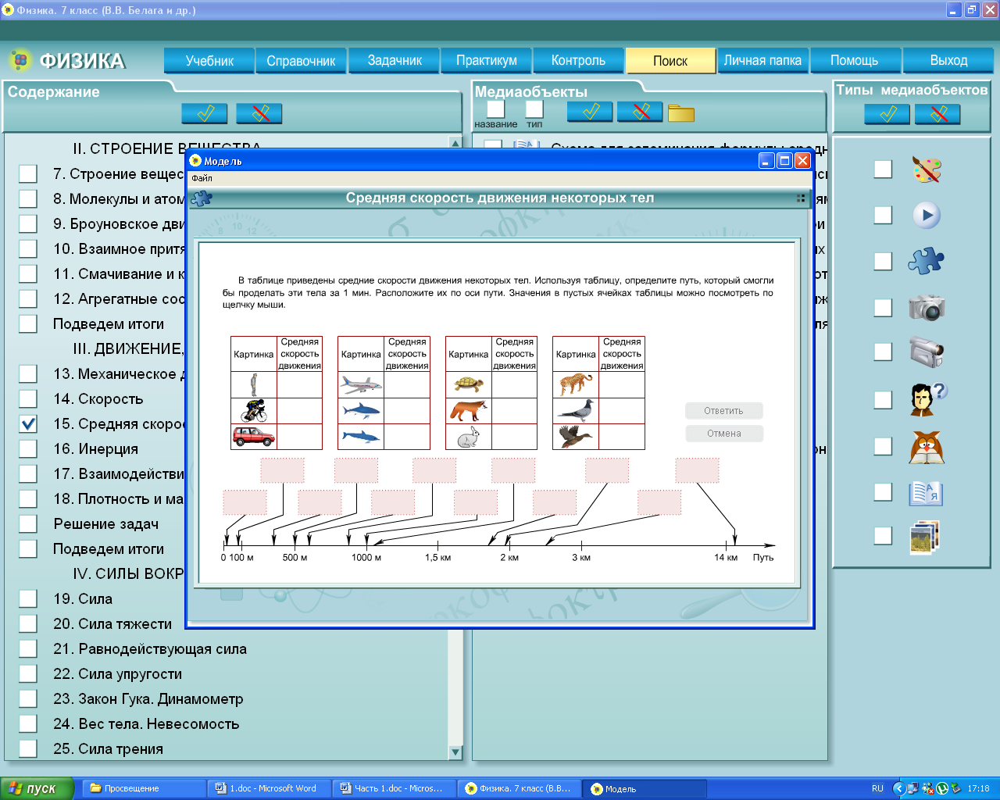 Физика. 7 класс (В.В. Белага и др.)
ФИЗИКА
Учебник
Справочник
Задачник
Практикум
Контроль
Поиск
Личная папка
Помощь
Выход
Содержание
Медиаобъекты
название
тип
Типы медиаобъектов
II. СТРОЕНИЕ ВЕЩЕСТВА
7. Строение вещес
8. Молекулы и атом
9. Броуновское дви
10. Взаимное притя
11. Смачивание и к
12. Агрегатные сос
Подведем итоги
III. ДВИЖЕНИЕ,
13. Механическое д
14. Скорость
15. Средняя скорос
16. Инерция
17. Взаимодействи
18. Плотность и ма
Решение задач
Подведем итоги
IV. СИЛЫ ВОКР
19. Сила
20. Сила тяжести
21. Равнодействующая сила
22. Сила упругости
23. Закон Гука. Динамометр
24. Вес тела. Невесомость
25. Сила трения
Схема для запоминания формулы средн
Модель
Файл
Средняя скорость движения некоторых тел
В таблице приведены средние скорости движения некоторых тел. Используя таблицу, определите путь, который смогли
бы проделать эти тела за 1 мин. Расположите их по оси пути. Значения в пустых ячейках таблицы можно посмотреть по
щелчку мыши.
Картинка
Средняя
скорость
движения
Картинка
Средняя
скорость
движения
Картинка
Средняя
скорость
движения
Картинка
Средняя
скорость
движения
Ответить
Отмена
0 100 м 500 м 1000 м 1,5 км 2 км 3 км 14 км Путь
А
Я
пуск
Просвещение
1.doc - Microsoft Word
Часть 1.doc - Micros...
Физика. 7 класс (В.В...
Модель
RU
17:18